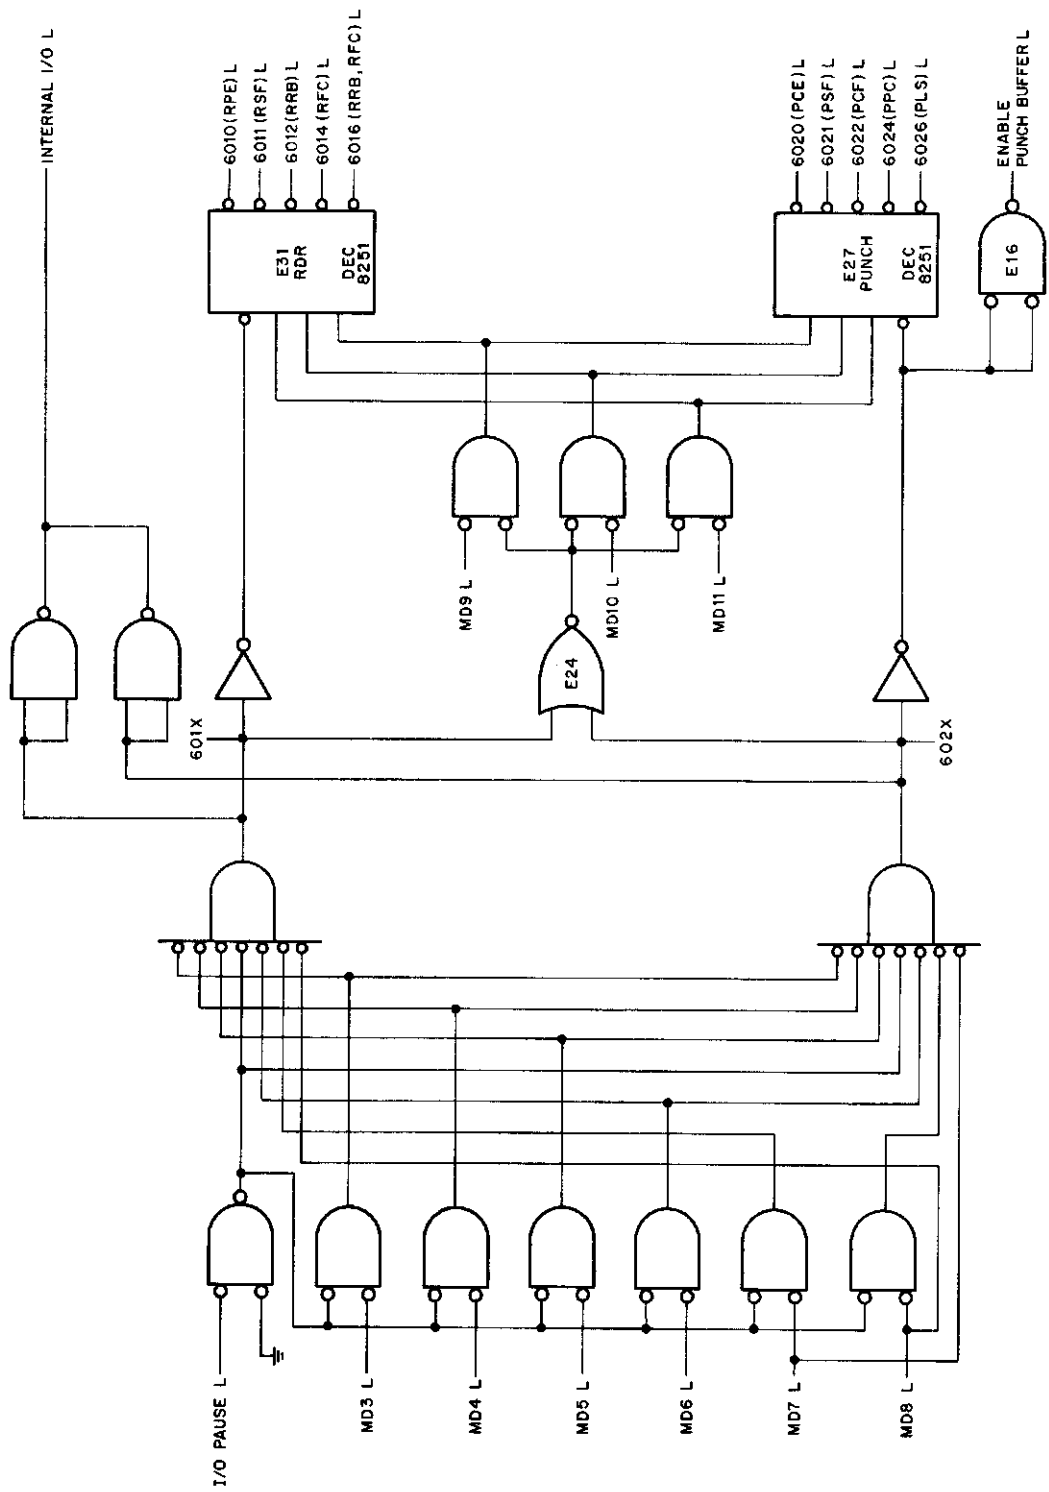 INTERNAL I/O L
6010(RPE) L
6011(RSF) L
6012(RRB) L
6014(RFC) L
6016(RRB, RFC) L
E31
RDR
DEC
8251
6020(PCE) L
6021(PSF) L
6022(PCF) L
6024(PPC) L
6026(PLS) L
E27
PUNCH
DEC
8251
ENABLE
PUNCH BUFFER L
E16
MD9 L
MD10 L
MD11 L
E24
601X
602X
I/O PAUSE L
MD3 L
MD4 L
MD5 L
MD6 L
MD7 L
MD8 L